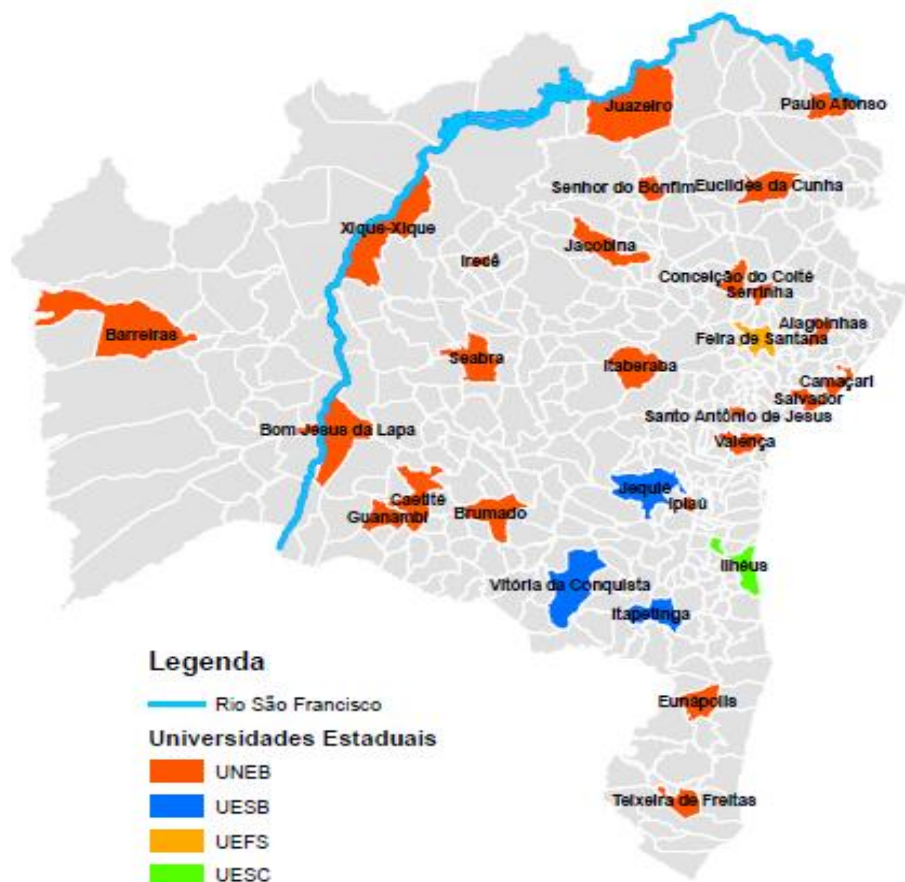 Juazeiro
Paulo Afonso
Senhor do Bonfim
Euclides da Cunha
Xique-Xique
Jacobina
Irecê
Conceição do Coité
Serrinha
Barreiras
Alagoinhas
Feira de Santana
Seabra
Itaberaba
Camaçari
Salvador
Santo Antônio de Jesus
Bom Jesus da Lapa
Valença
Jequié
Caetité
Ipiaú
Guanambi
Brumado
Ilhéus
Vitória da Conquista
Itapetinga
Legenda
Rio São Francisco
Eunápolis
Universidades Estaduais
UNEB
UESB
Teixeira de Freitas
UEFS
UESC